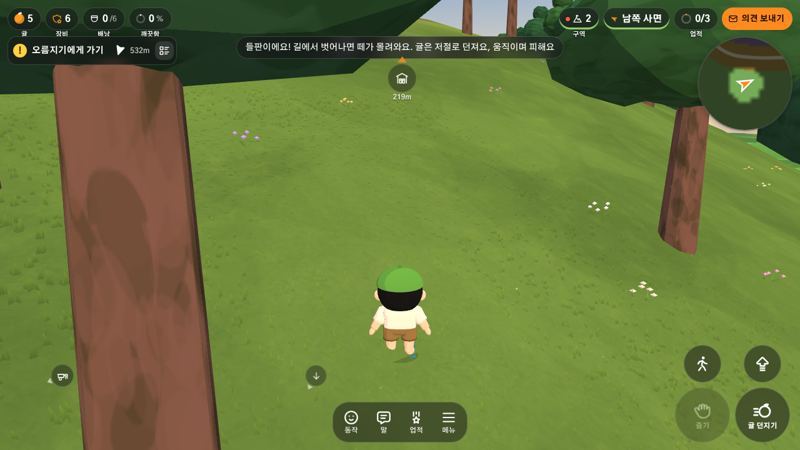 5
6
0 /6
0 %
귤
장비
배낭
깨끗함
2
남쪽 사면
0/3
의견 보내기
구역
업적
오름지기에게 가기
532m
들판이에요! 길에서 벗어나면 떼가 몰려와요. 귤은 저절로 던져요, 움직이며 피해요
219m
줍기
귤 던지기
동작
말
업적
메뉴